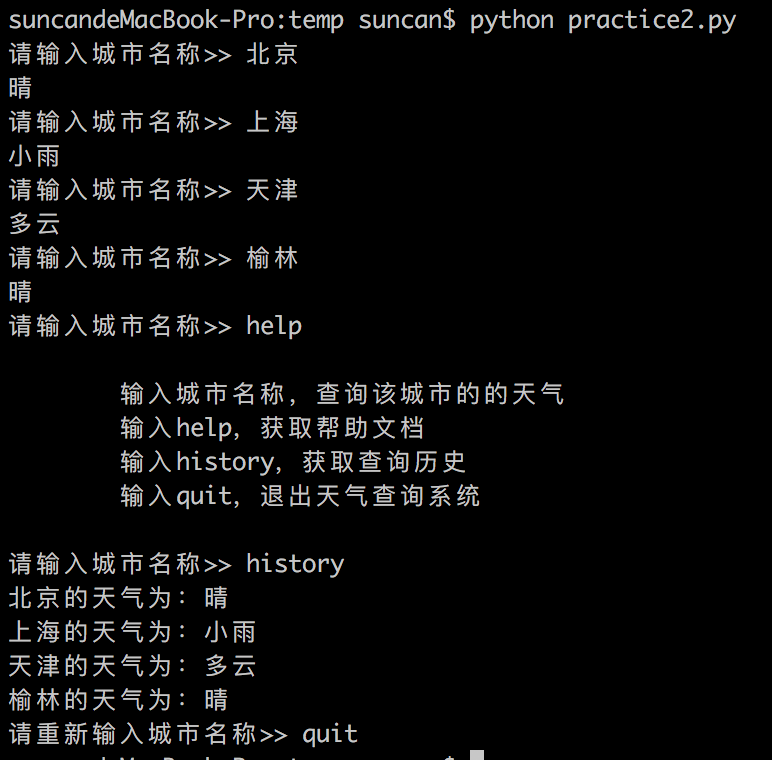 suncandeMacBook-Pro:temp suncan$ python practice2.py
请输入城市名称>> 北京
晴
请输入城市名称>> 上海
小雨
请输入城市名称>> 天津
多云
请输入城市名称>> 榆林
晴
请输入城市名称>> help
输入城市名称，查询该城市的的天气
输入help，获取帮助文档
输入history，获取查询历史
输入quit，退出天气查询系统
请输入城市名称>> history
北京的天气为：晴
上海的天气为：小雨
天津的天气为：多云
榆林的天气为：晴
请重新输入城市名称>> quit